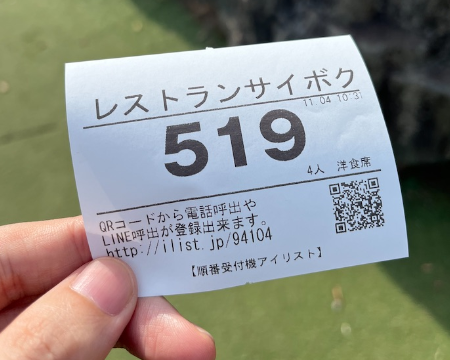 レストランサイボク
11.04 10:31
519
4人 洋食席
QRコードから電話呼出や
LINE呼出が登録出来ます。
http://ilist.jp/94104
【順番受付機アイリスト】